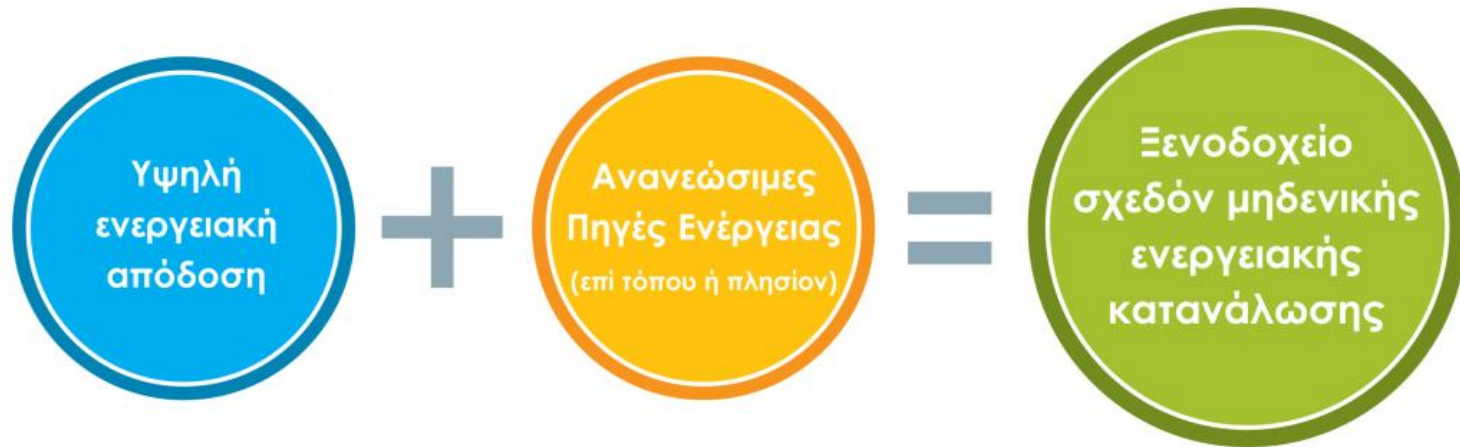 Υψηλή
ενεργειακή
απόδοση
+
Ανανεώσιμες
Πηγές Ενέργειας
(επί τόπου ή πλησίον)
=
Ξενοδοχείο
σχεδόν μηδενικής
ενεργειακής
κατανάλωσης